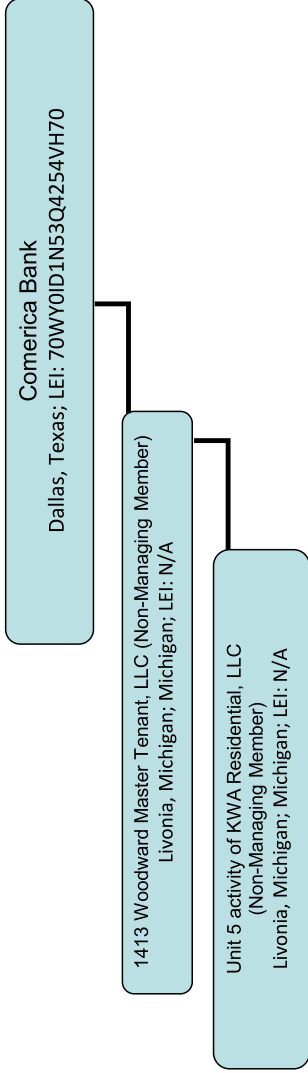 Comerica Bank
Dallas, Texas; LEI: 70WY0ID1N53Q4254VH70
1413 Woodward Master Tenant, LLC (Non-Managing Member)
Livonia, Michigan; Michigan; LEI: N/A
Unit 5 activity of KWA Residential, LLC
(Non-Managing Member)
Livonia, Michigan; Michigan; LEI: N/A